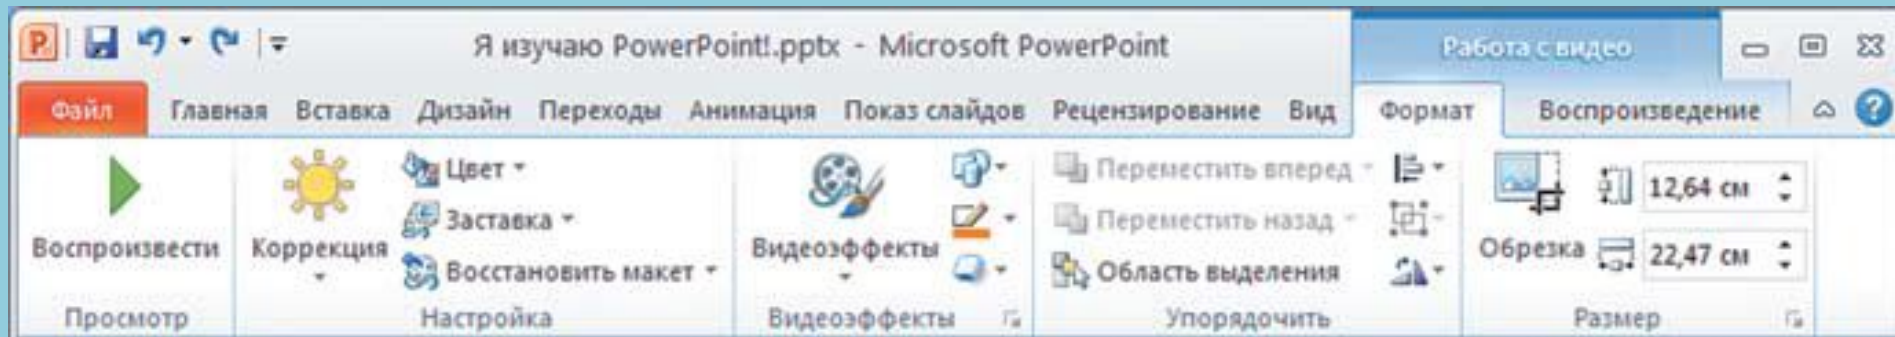 Я изучаю PowerPoint!.pptx - Microsoft PowerPoint Работа с видео
Файл Главная Вставка Дизайн Переходы Анимация Показ слайдов Рецензирование Вид Формат Воспроизведение
Воспроизвести
Просмотр
Коррекция
Цвет
Заставка
Восстановить макет
Настройка
Видеоэффекты
Видеоэффекты
Переместить вперед
Переместить назад
Область выделения
Упорядочить
Обрезка
12,64 см
22,47 см
Размер